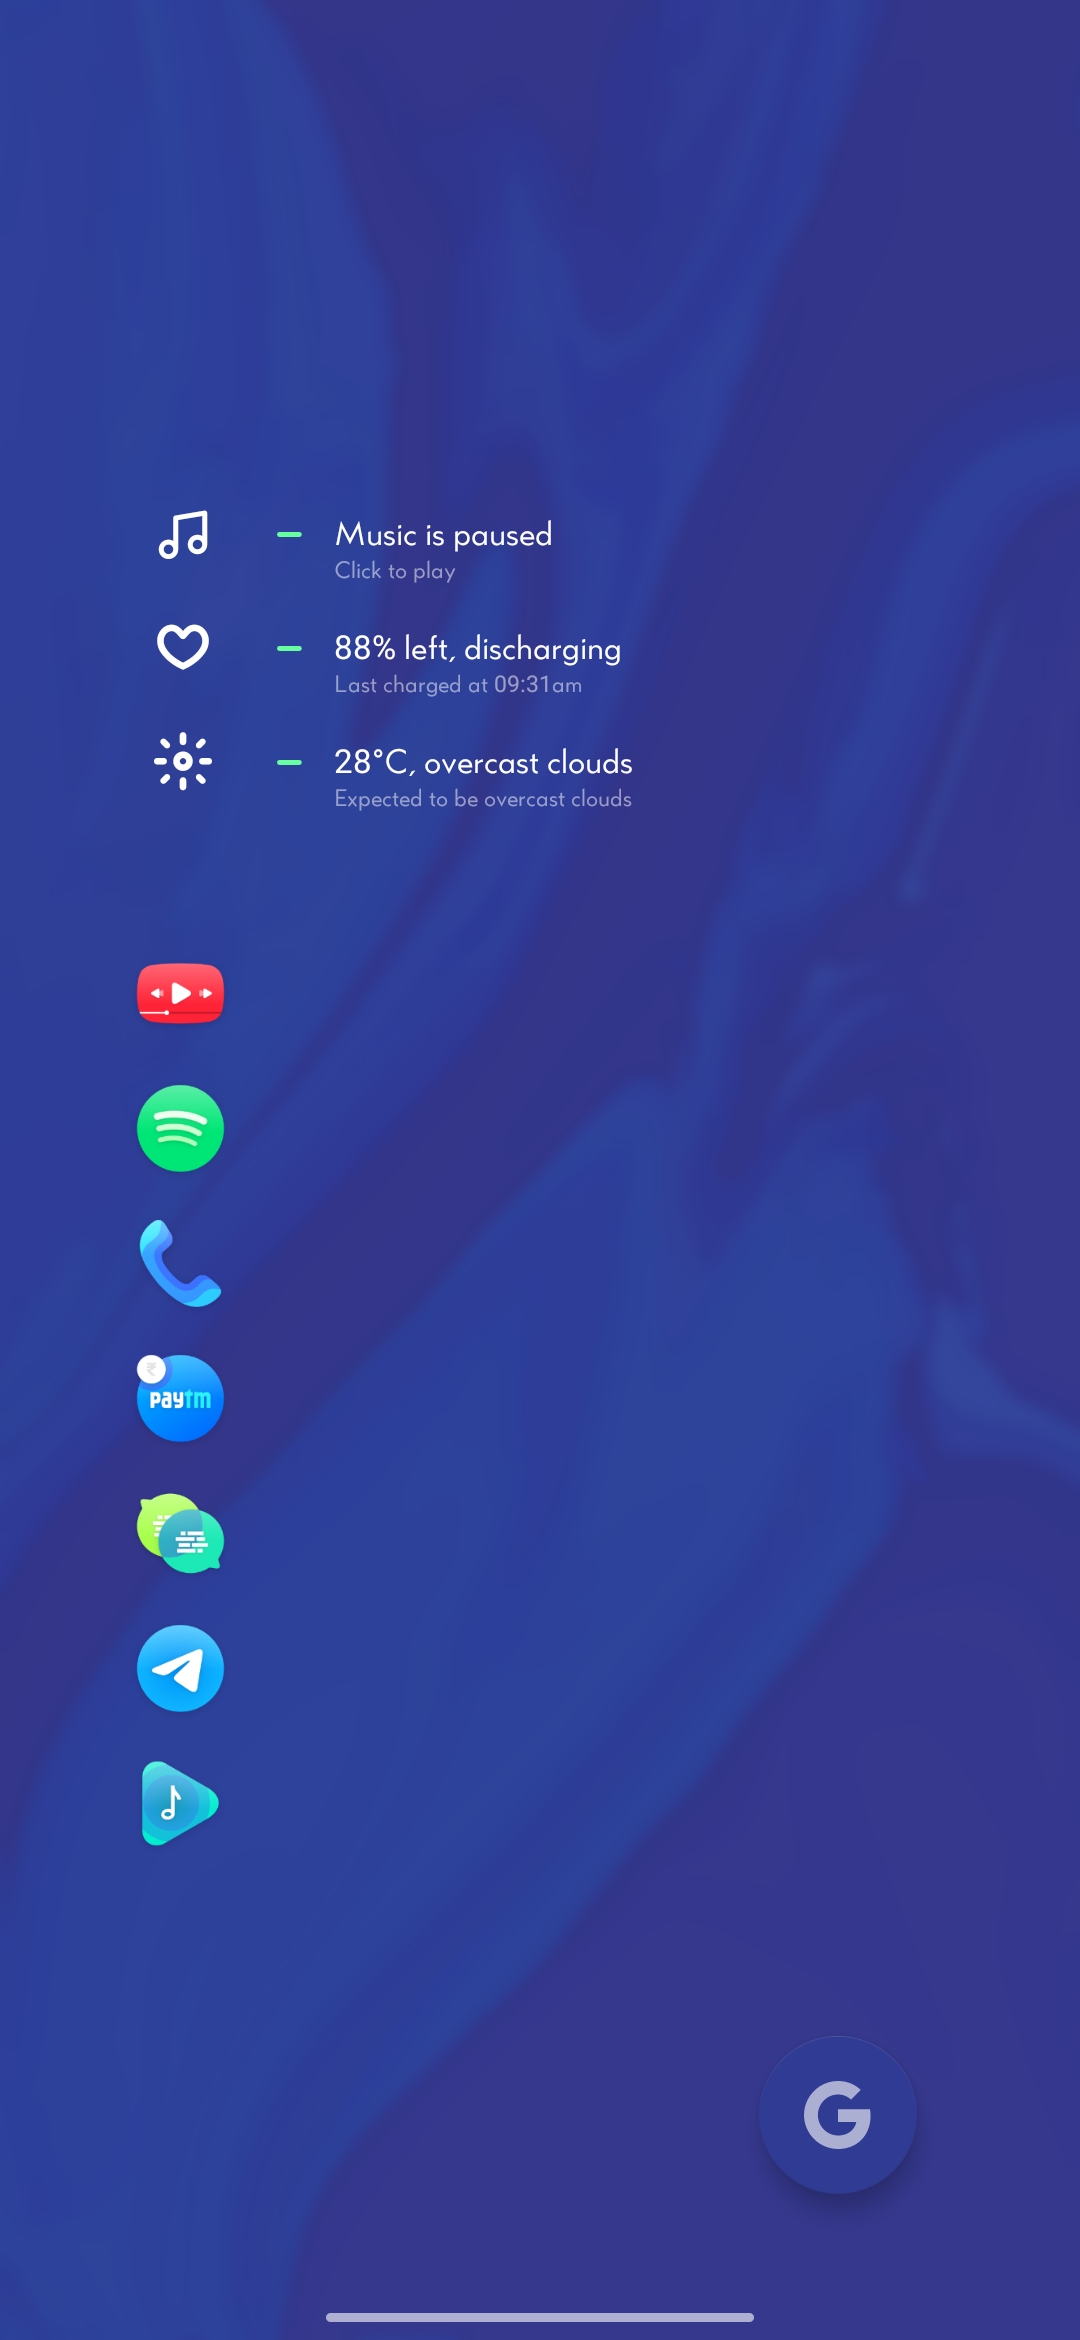 Music is paused
Click to play
88% left, discharging
Last charged at 09:31am
28°C, overcast clouds
Expected to be overcast clouds
₹
paytm
G